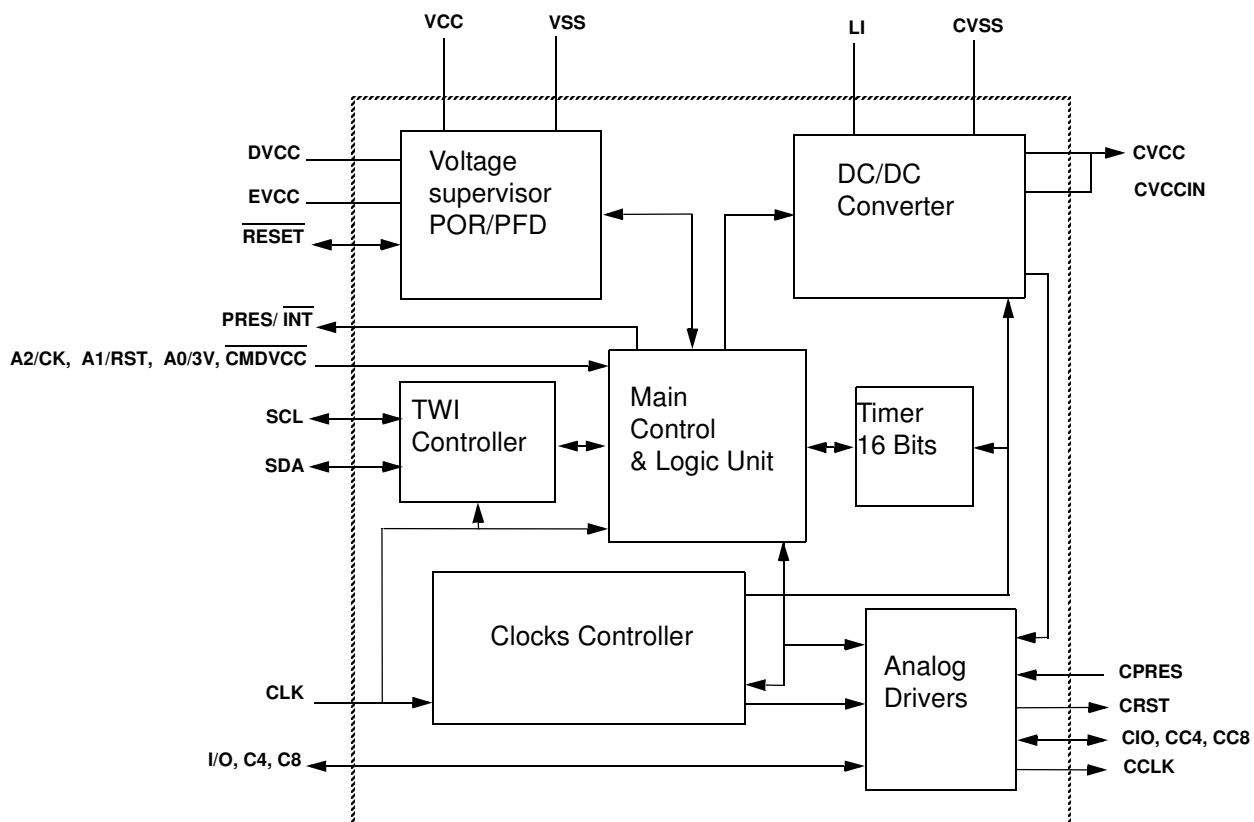 VCC
VSS
LI
CVSS
DVCC
EVCC
RESET
Voltage
supervisor
POR/PFD
DC/DC
Converter
CVCC
CVCCIN
PRES/ INT
A2/CK, A1/RST, A0/3V, CMDVCC
SCL
SDA
TWI
Controller
Main
Control
& Logic Unit
Timer
16 Bits
Clocks Controller
CLK
I/O, C4, C8
Analog
Drivers
CPRES
CRST
CIO, CC4, CC8
CCLK